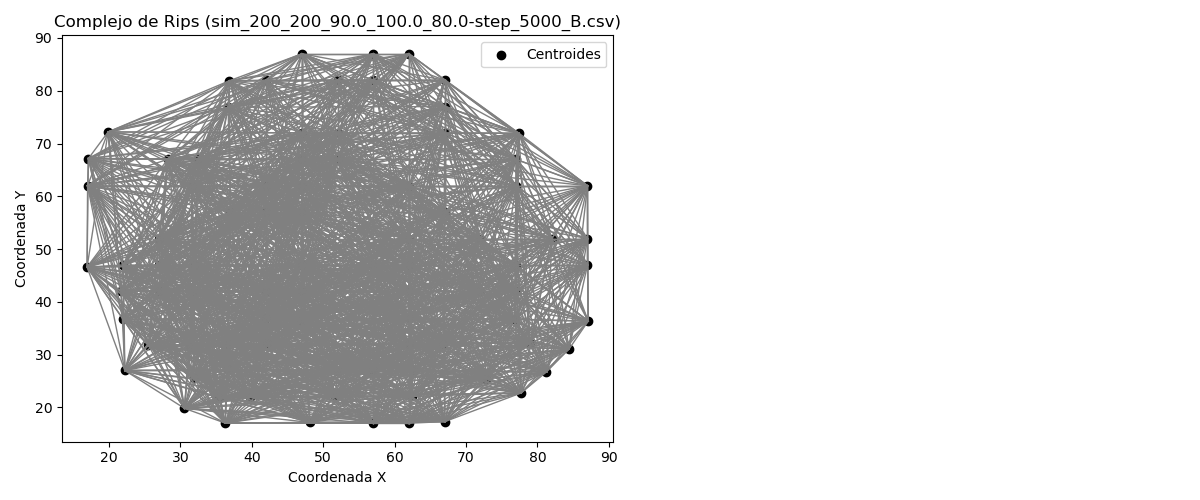 Complejo de Rips (sim_200_200_90.0_100.0_80.0-step_5000_B.csv)
Centroides
90
80
70
60
50
40
30
20
Coordenada Y
20 30 40 50 60 70 80 90
Coordenada X